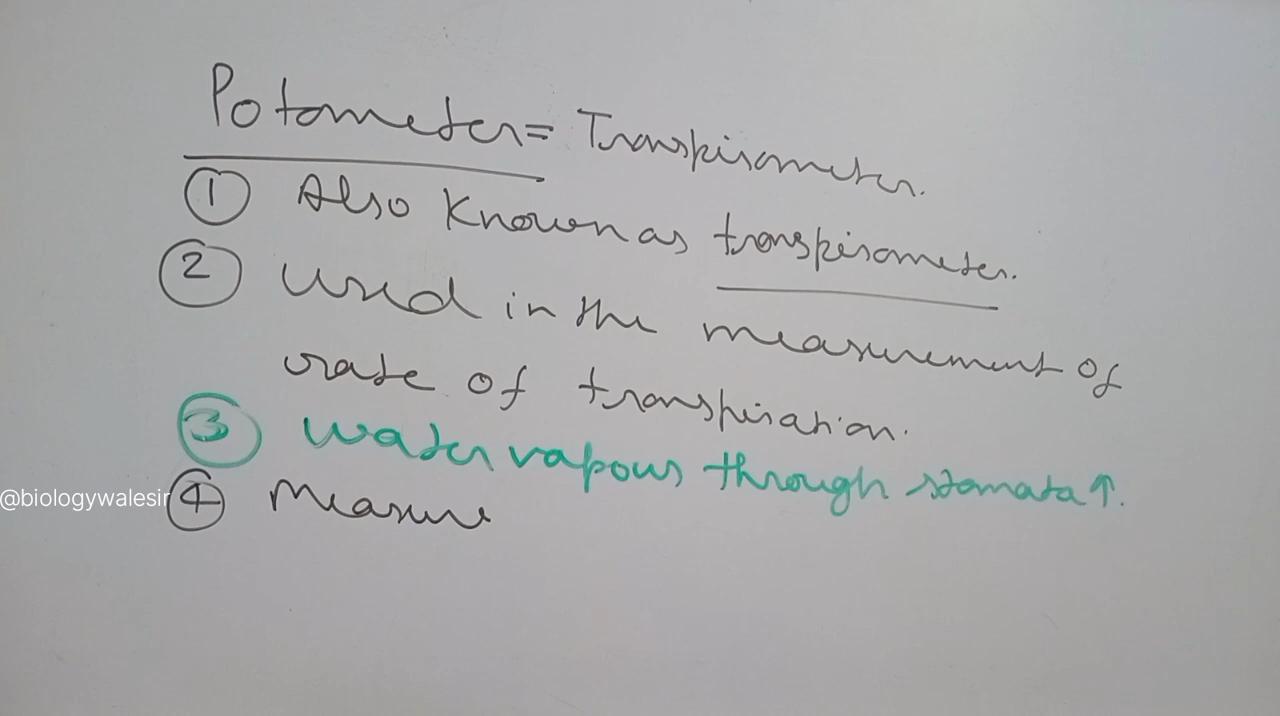 Potometer = Transpirometer.
① Also known as transpirometer.
② Used in the measurement of
rate of transpiration.
③ Water vapous through stomata ↑.
④ Measure
@biologywalesir